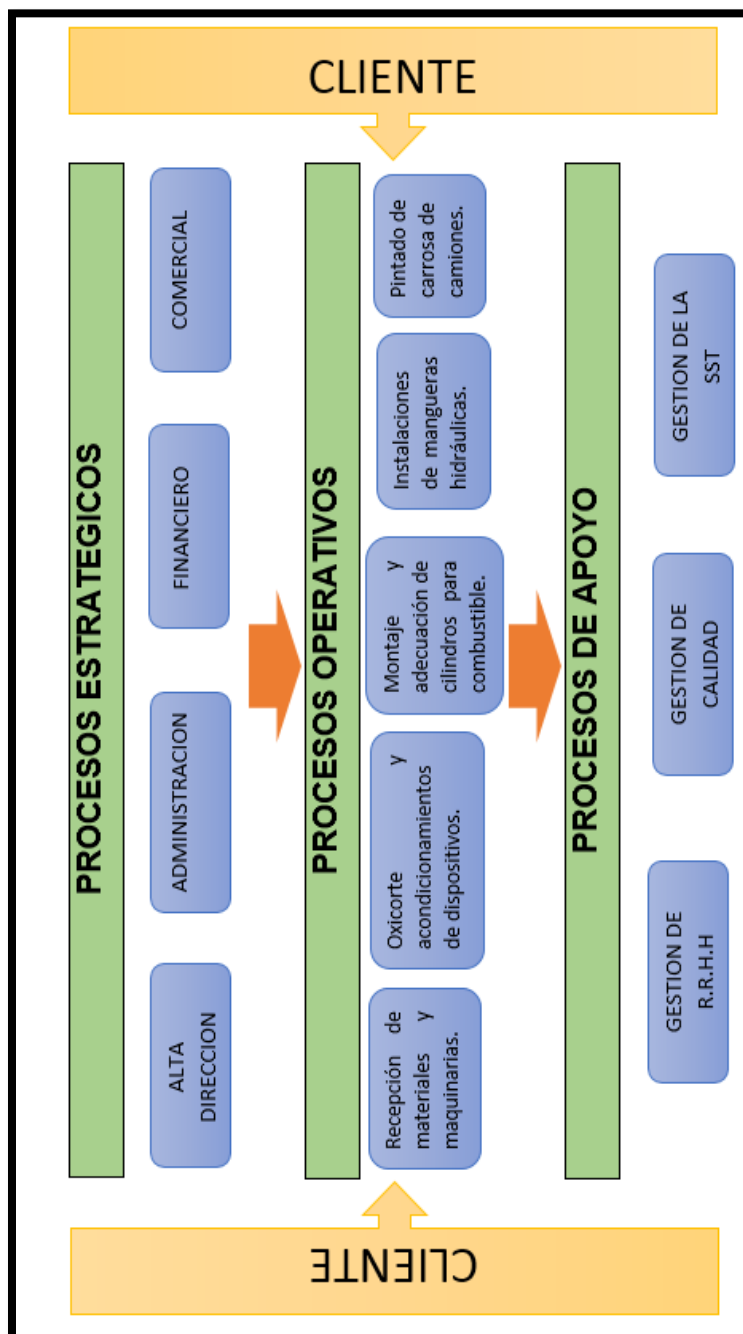 CLIENTE
PROCESOS ESTRATEGICOS
ALTA
DIRECCION
ADMINISTRACION
FINANCIERO
COMERCIAL
PROCESOS OPERATIVOS
Recepción de
materiales y
maquinarias.
Oxicorte y
acondicionamientos
de dispositivos.
Montaje y
adecuación de
cilindros para
combustible.
Instalaciones
de mangueras
hidráulicas.
Pintado de
carrosa de
camiones.
PROCESOS DE APOYO
GESTION DE
R.R.H.H
GESTION DE
CALIDAD
GESTION DE LA
SST
CLIENTE